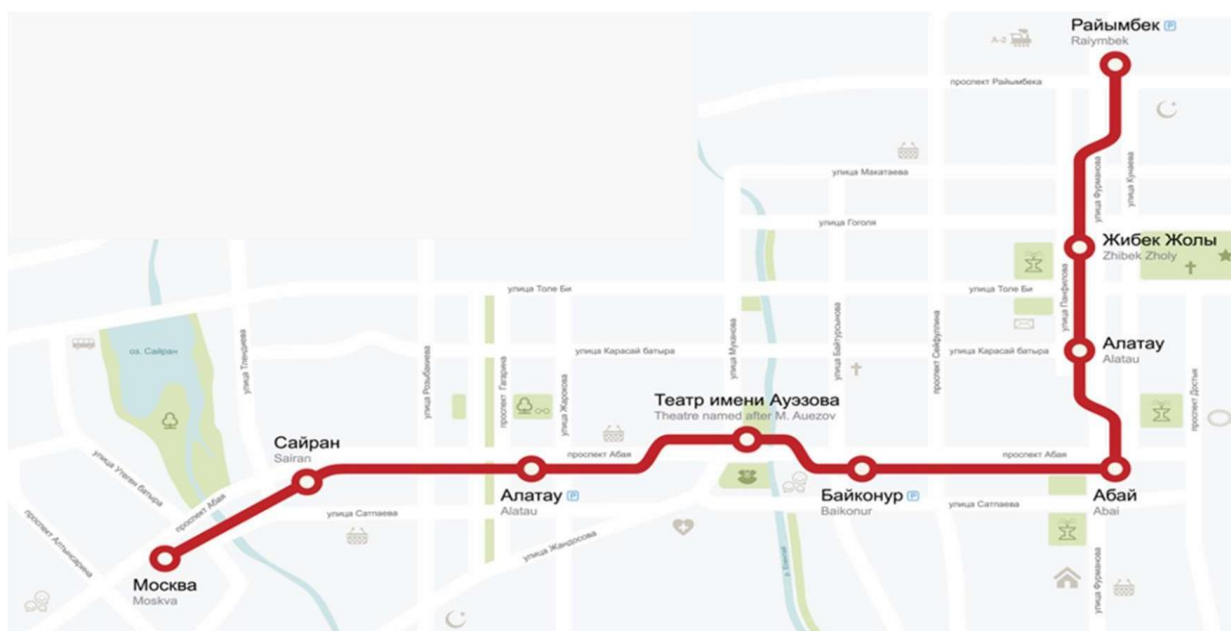 Райымбек P
Raiymbek
A-2
проспект Райымбека
улица Макатаева
улица Фурманова
улица Кунаева
улица Гоголя
Жибек Жолы
Zhibek Zholy
улица Панфилова
улица Толе Би
улица Толе Би
оз. Сайран
улица Тлендиева
улица Розыбакиева
проспект Гагарина
улица Жарокова
улица Карасай батыра
улица Муканова
улица Байтурсынова
проспект Сейфуллина
улица Карасай батыра
Алатау
Alatau
проспект Достык
Театр имени Ауэзова
Theatre named after M. Auezov
Сайран
Sairan
проспект Абая
проспект Абая
Алатау P
Alatau
Байконур P
Baikonur
Абай
Abai
улица Утеген батыра
проспект Абая
улица Сатпаева
улица Сатпаева
проспект Алтынсарина
улица Жандосова
р. Есентай
улица Фурманова
Москва
Moskva